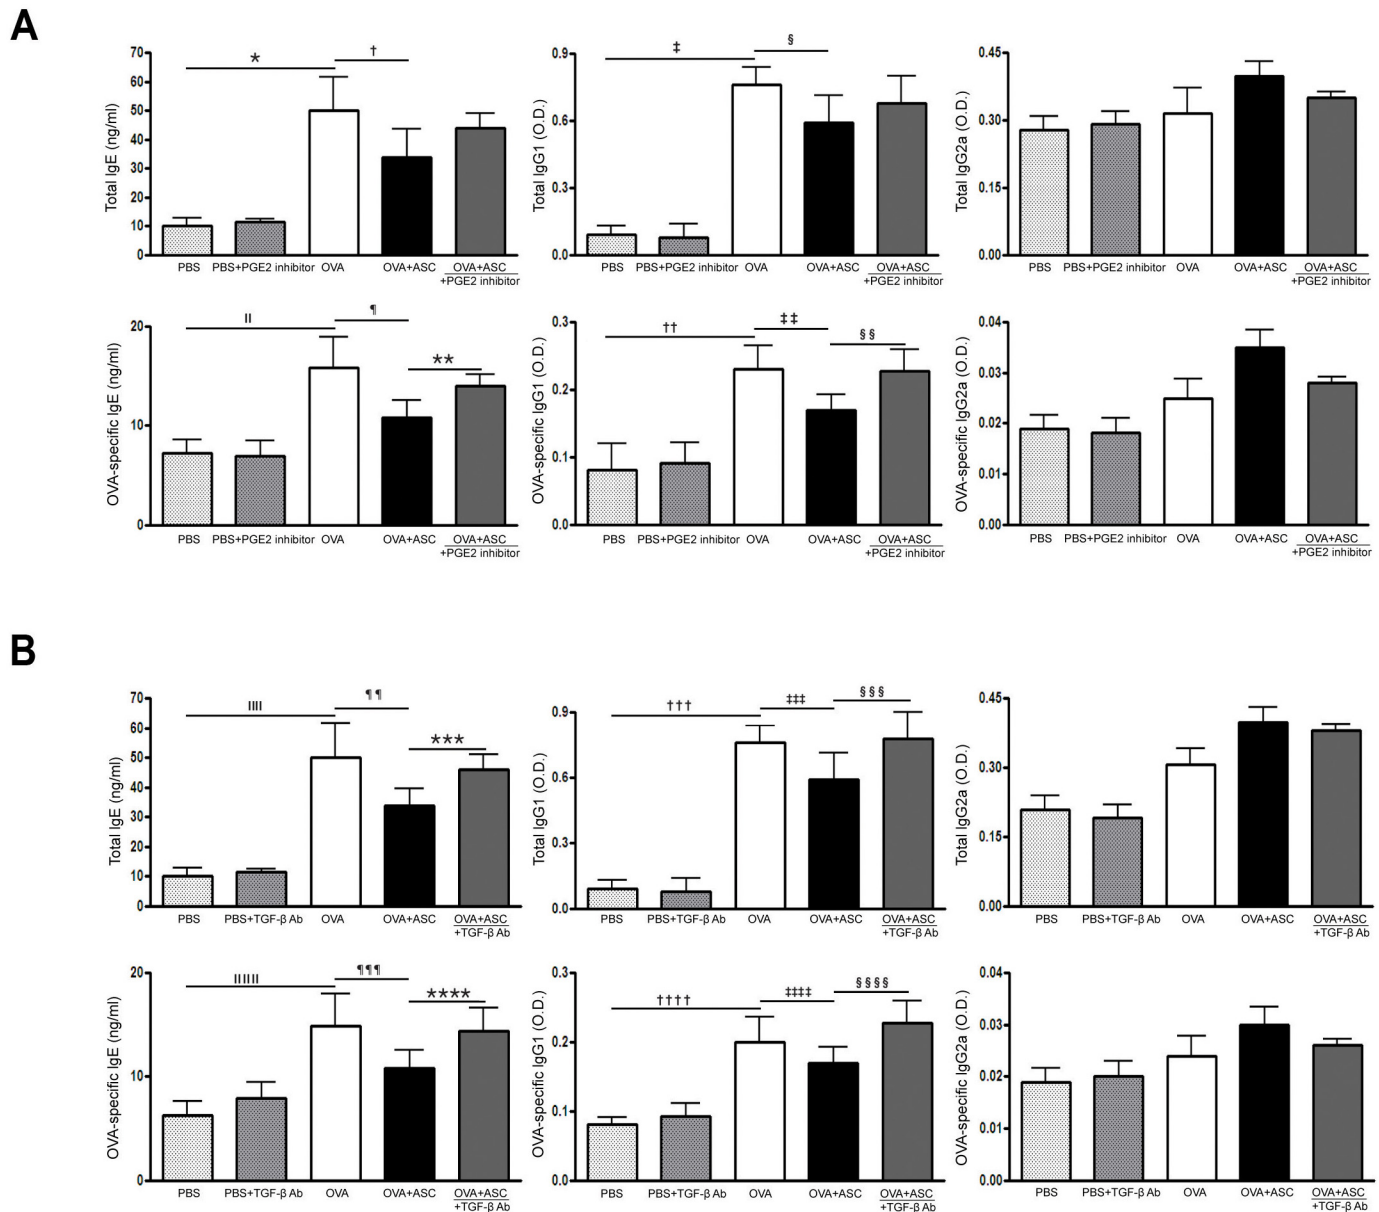 A
Total IgE (ng/ml)
70
60
50
40
30
20
10
0
* †
PBS PBS+PGE2 inhibitor OVA OVA+ASC OVA+ASC
+PGE2 inhibitor
Total IgG1 (O.D.)
0.9
0.6
0.3
0.0
‡ §
PBS PBS+PGE2 inhibitor OVA OVA+ASC OVA+ASC
+PGE2 inhibitor
Total IgG2a (O.D.)
0.45
0.30
0.15
0.00
PBS PBS+PGE2 inhibitor OVA OVA+ASC OVA+ASC
+PGE2 inhibitor
OVA-specific IgE (ng/ml)
20
10
0
II ¶ **
PBS PBS+PGE2 inhibitor OVA OVA+ASC OVA+ASC
+PGE2 inhibitor
OVA-specific IgG1 (O.D.)
0.3
0.2
0.1
0.0
†† ‡‡ §§
PBS PBS+PGE2 inhibitor OVA OVA+ASC OVA+ASC
+PGE2 inhibitor
OVA-specific IgG2a (O.D.)
0.04
0.03
0.02
0.01
0.00
PBS PBS+PGE2 inhibitor OVA OVA+ASC OVA+ASC
+PGE2 inhibitor
B
Total IgE (ng/ml)
70
60
50
40
30
20
10
0
IIII ¶¶ ***
PBS PBS+TGF-β Ab OVA OVA+ASC OVA+ASC
+TGF-β Ab
Total IgG1 (O.D.)
0.9
0.6
0.3
0.0
††† ‡‡‡ §§§
PBS PBS+TGF-β Ab OVA OVA+ASC OVA+ASC
+TGF-β Ab
Total IgG2a (O.D.)
0.45
0.30
0.15
0.00
PBS PBS+TGF-β Ab OVA OVA+ASC OVA+ASC
+TGF-β Ab
OVA-specific IgE (ng/ml)
20
10
0
IIIIII ¶¶¶ ****
PBS PBS+TGF-β Ab OVA OVA+ASC OVA+ASC
+TGF-β Ab
OVA-specific IgG1 (O.D.)
0.3
0.2
0.1
0.0
†††† ‡‡‡‡ §§§§
PBS PBS+TGF-β Ab OVA OVA+ASC OVA+ASC
+TGF-β Ab
OVA-specific IgG2a (O.D.)
0.04
0.03
0.02
0.01
0.00
PBS PBS+TGF-β Ab OVA OVA+ASC OVA+ASC
+TGF-β Ab